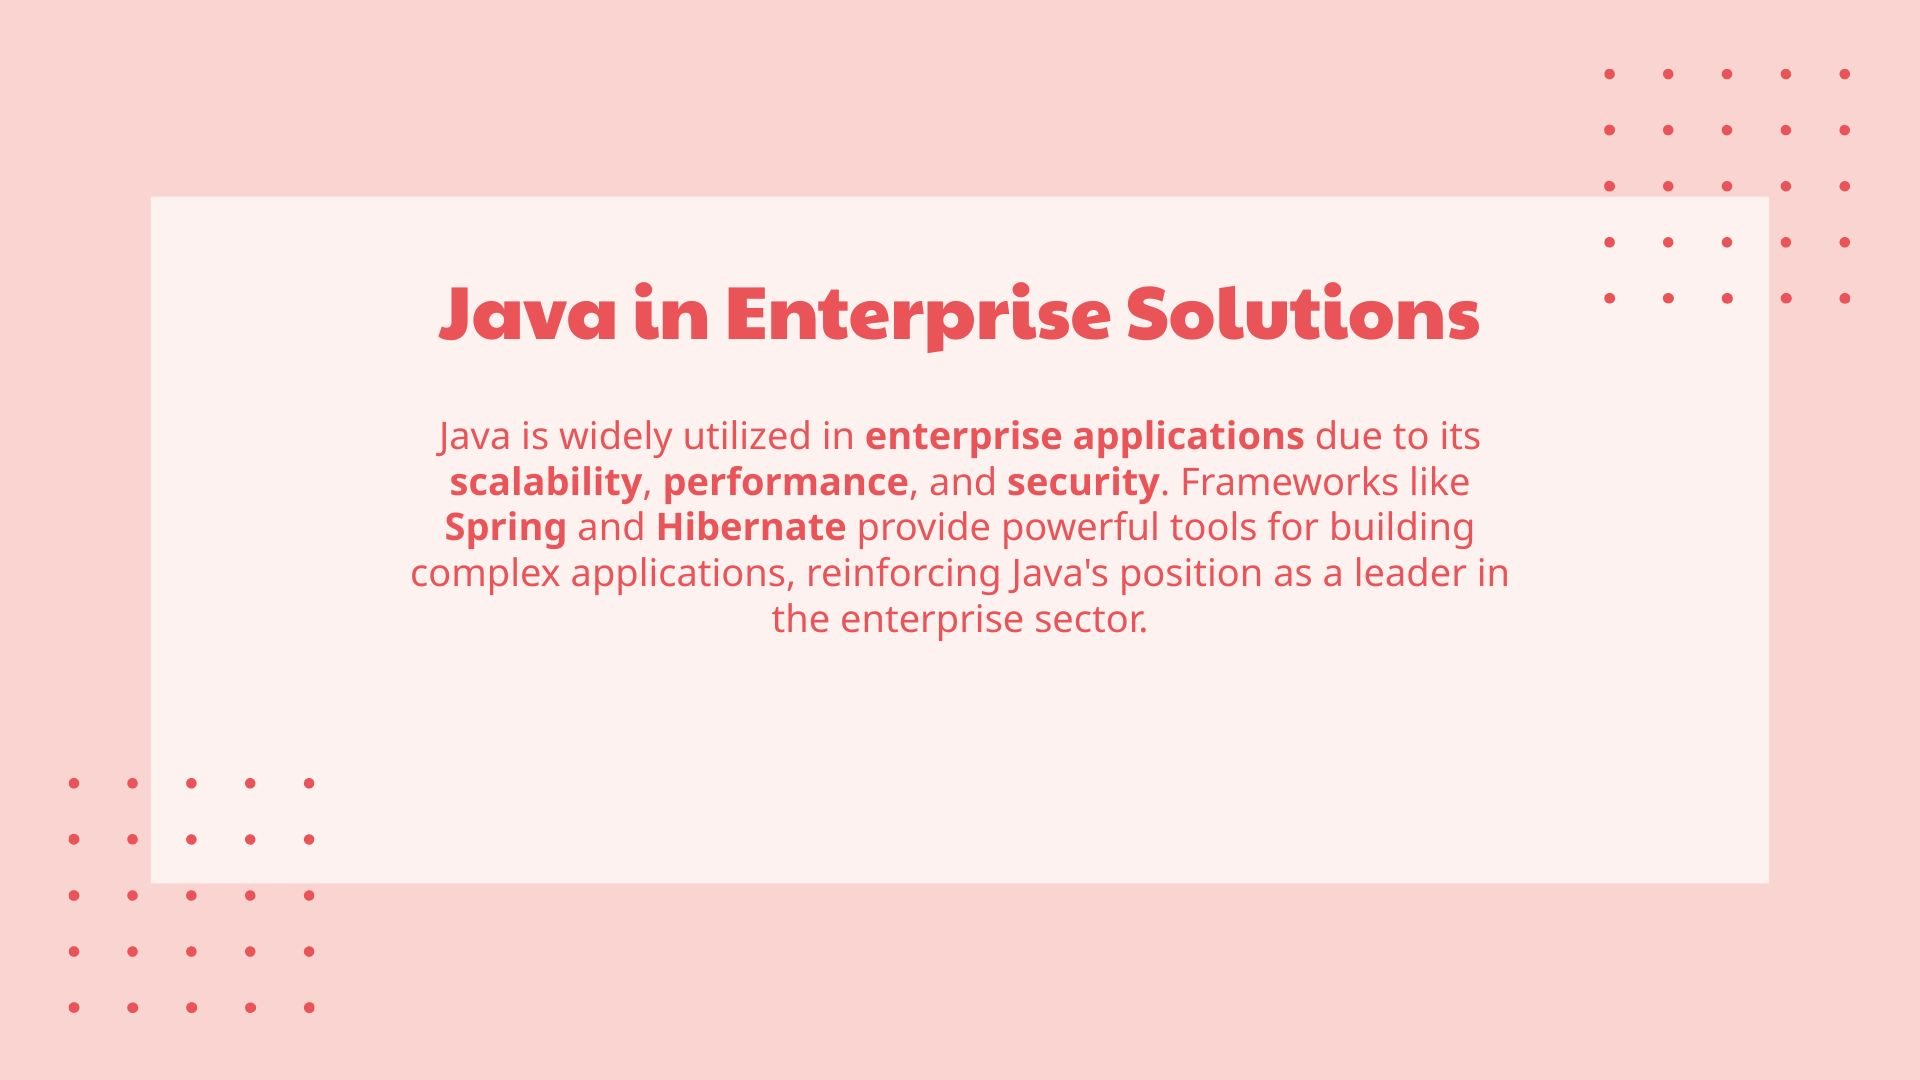 Java in Enterprise Solutions
Java is widely utilized in enterprise applications due to its
scalability, performance, and security. Frameworks like
Spring and Hibernate provide powerful tools for building
complex applications, reinforcing Java's position as a leader in
the enterprise sector.